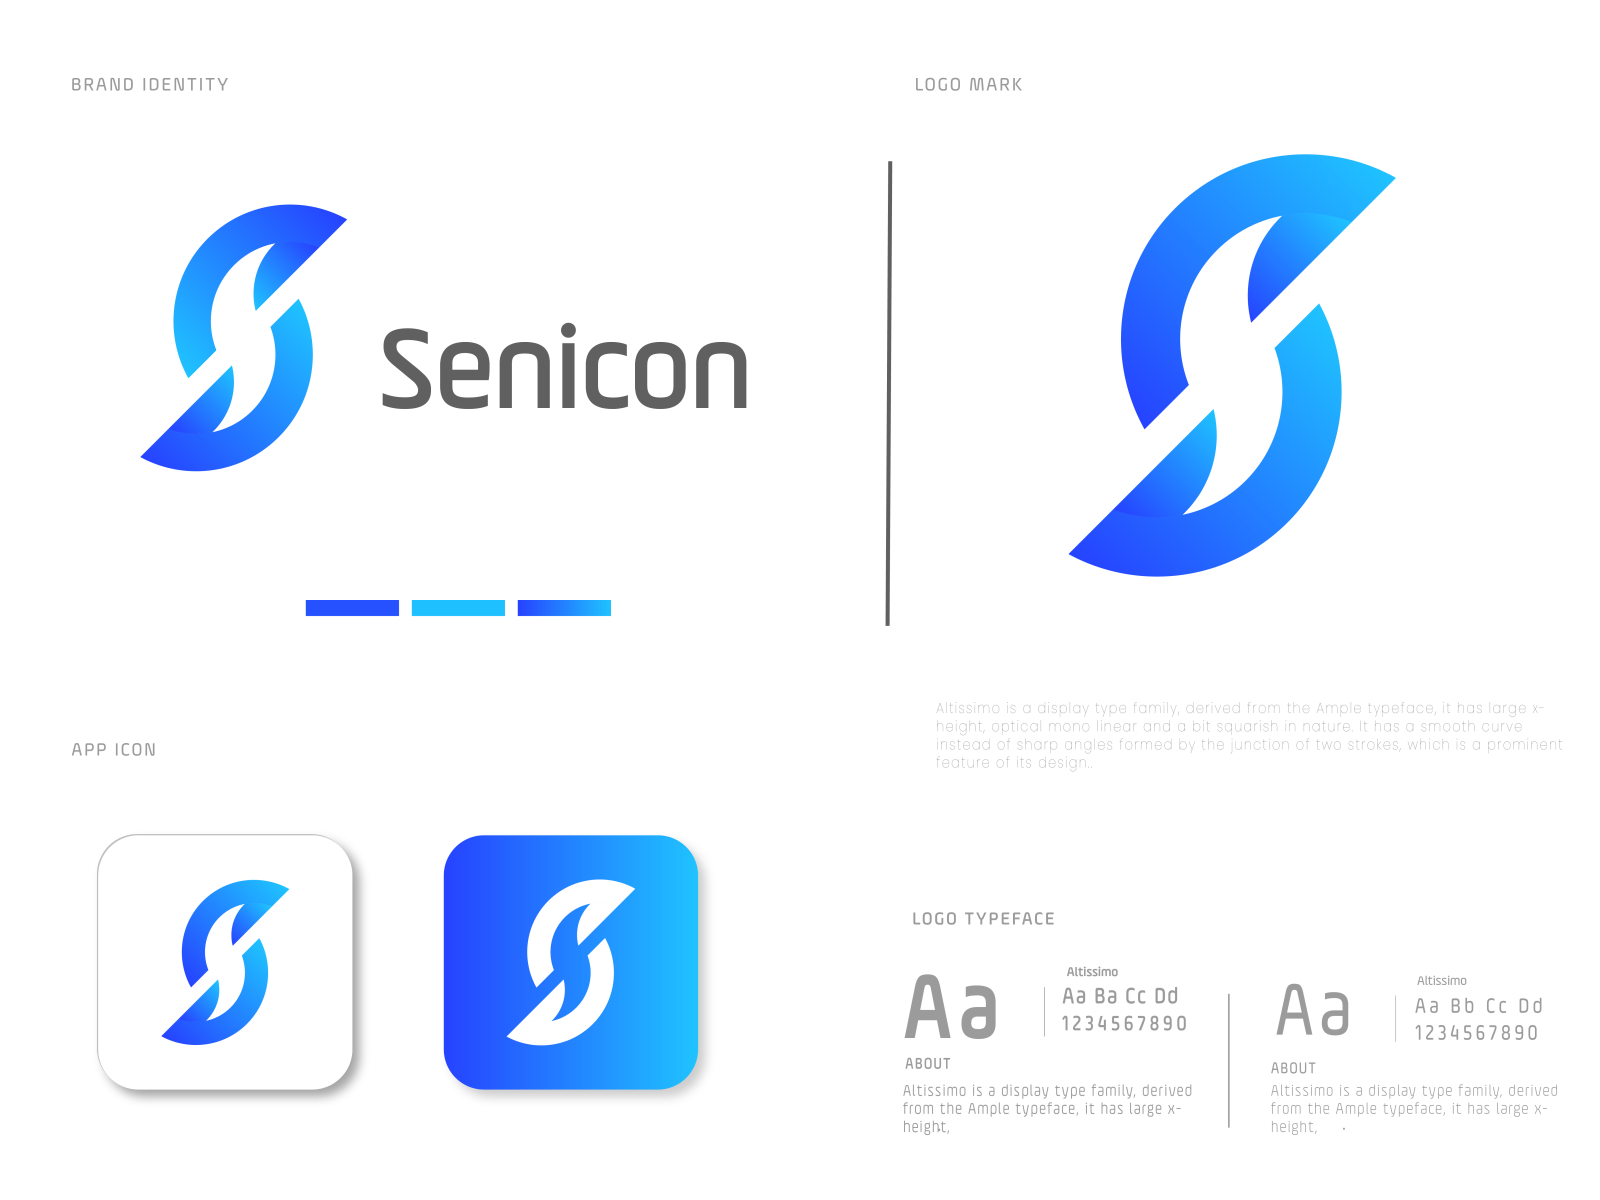 BRAND IDENTITY
LOGO MARK
Senicon
Altissimo is a display type family, derived from the Ample typeface, it has large x-
height, optical mono linear and a bit squarish in nature. It has a smooth curve
instead of sharp angles formed by the junction of two strokes, which is a prominent
feature of its design..
APP ICON
LOGO TYPEFACE
Aa
Altissimo
Aa Ba Cc Dd
1234567890
ABOUT
Altissimo is a display type family, derived
from the Ample typeface, it has large x-
height,
Aa
Altissimo
Aa Bb Cc Dd
1234567890
ABOUT
Altissimo is a display type family, derived
from the Ample typeface, it has large x-
height, .